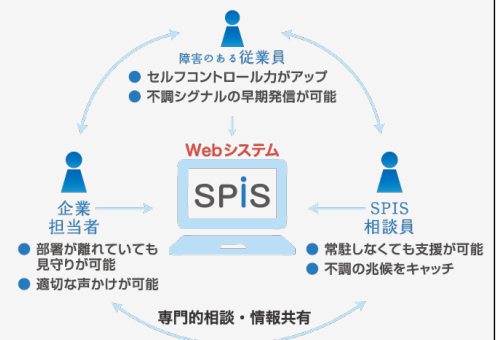 障害のある従業員
● セルフコントロール力がアップ
● 不調シグナルの早期発信が可能
Webシステム
SPiS
企業
担当者
● 部署が離れていても
見守りが可能
● 適切な声かけが可能
SPIS
相談員
● 常駐しなくても支援が可能
● 不調の兆候をキャッチ
専門的相談・情報共有